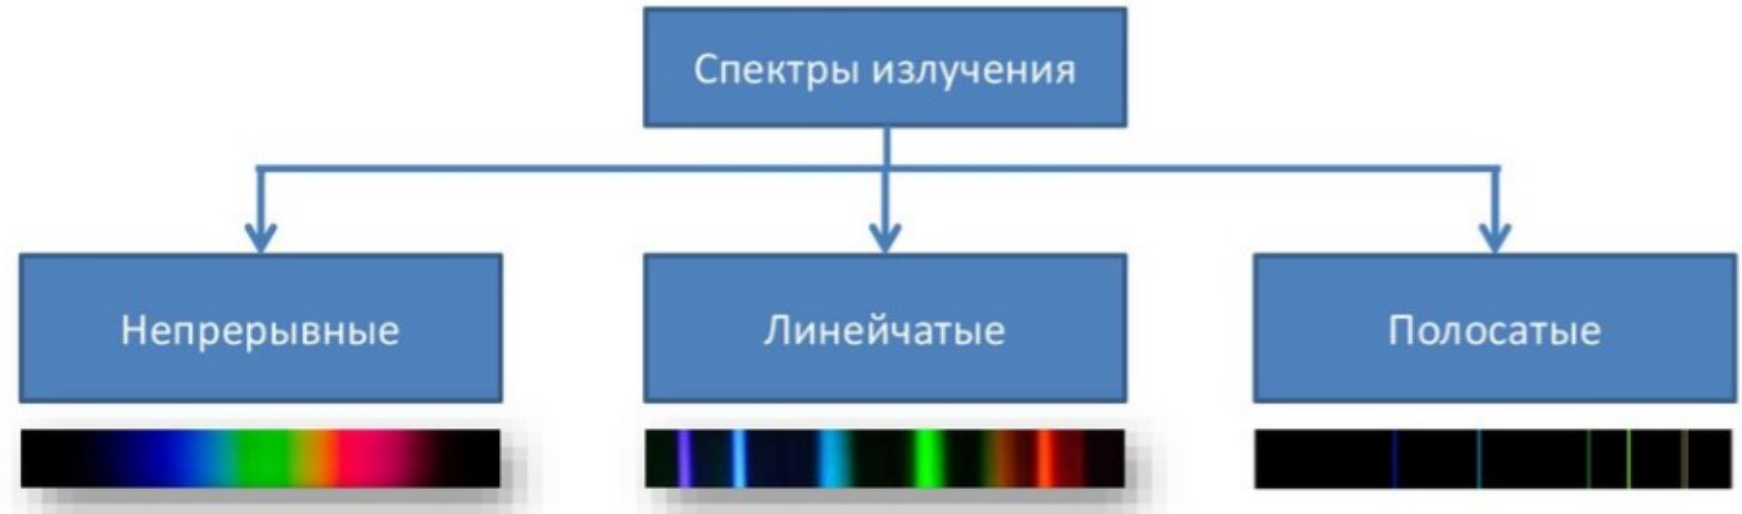 Спектры излучения
Непрерывные
Линейчатые
Полосатые